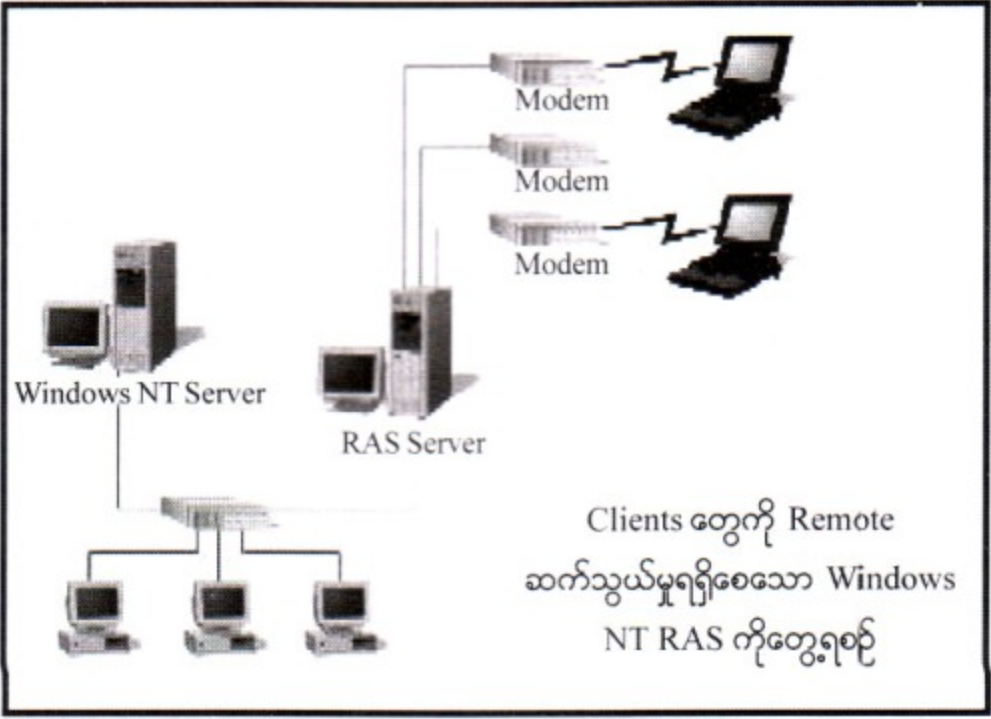 Modem
Modem
Modem
Windows NT Server
RAS Server
Clients တွေကို Remote
ဆက်သွယ်မှုရရှိစေသော Windows
NT RAS ကိုတွေ့ရစဉ်